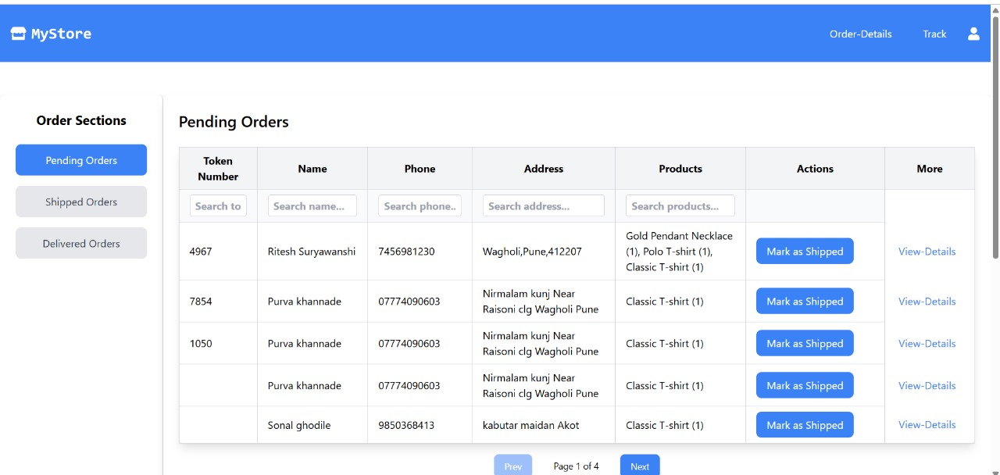 MyStore
Order-Details
Track
Order Sections
Pending Orders
Shipped Orders
Delivered Orders
Pending Orders
Token Number Name Phone Address Products Actions More
Search to Search name... Search phone.. Search address... Search products...
4967 Ritesh Suryawanshi 7456981230 Wagholi,Pune,412207 Gold Pendant Necklace (1), Polo T-shirt (1), Classic T-shirt (1) Mark as Shipped View-Details
7854 Purva khannade 07774090603 Nirmalam kunj Near Raisoni clg Wagholi Pune Classic T-shirt (1) Mark as Shipped View-Details
1050 Purva khannade 07774090603 Nirmalam kunj Near Raisoni clg Wagholi Pune Classic T-shirt (1) Mark as Shipped View-Details
Purva khannade 07774090603 Nirmalam kunj Near Raisoni clg Wagholi Pune Classic T-shirt (1) Mark as Shipped View-Details
Sonal ghodile 9850368413 kabutar maidan Akot Classic T-shirt (1) Mark as Shipped View-Details
Prev Page 1 of 4 Next